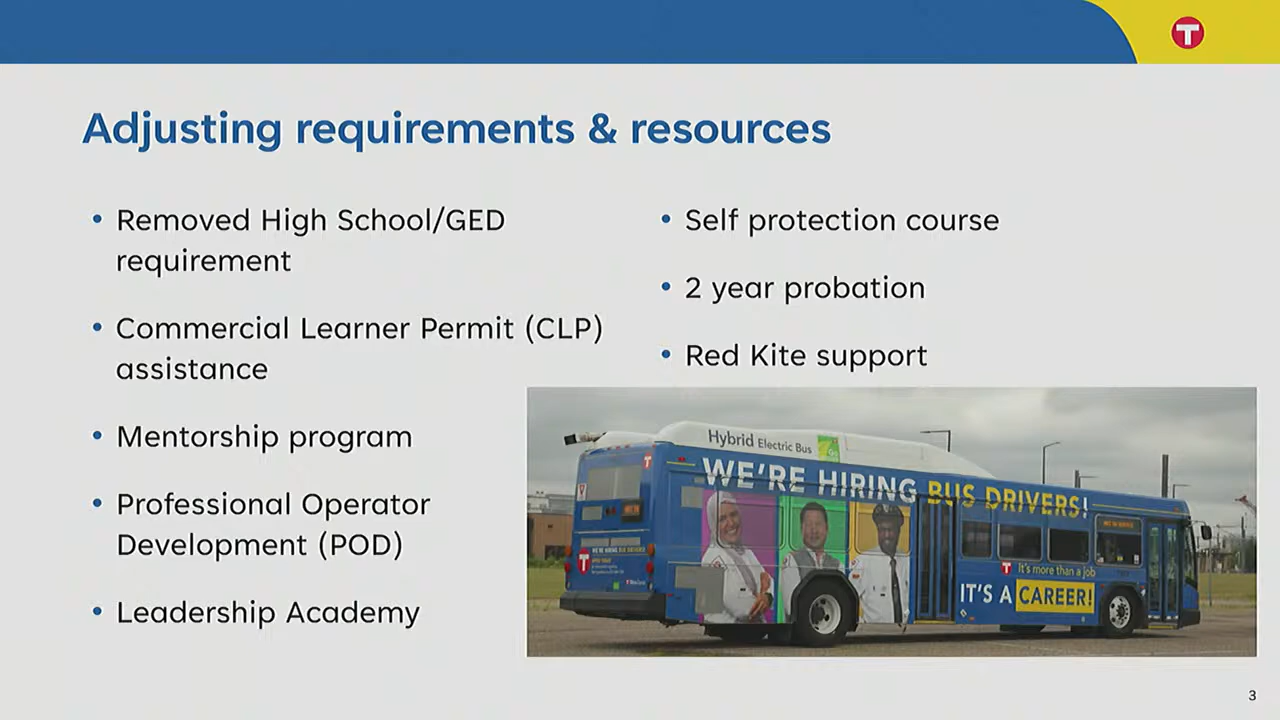 T
Adjusting requirements & resources
• Removed High School/GED
requirement
• Commercial Learner Permit (CLP)
assistance
• Mentorship program
• Professional Operator
Development (POD)
• Leadership Academy
• Self protection course
• 2 year probation
• Red Kite support
Hybrid Electric Bus
WE'RE HIRING BUS DRIVERS!
T It's more than a job
IT'S A CAREER!
T
3